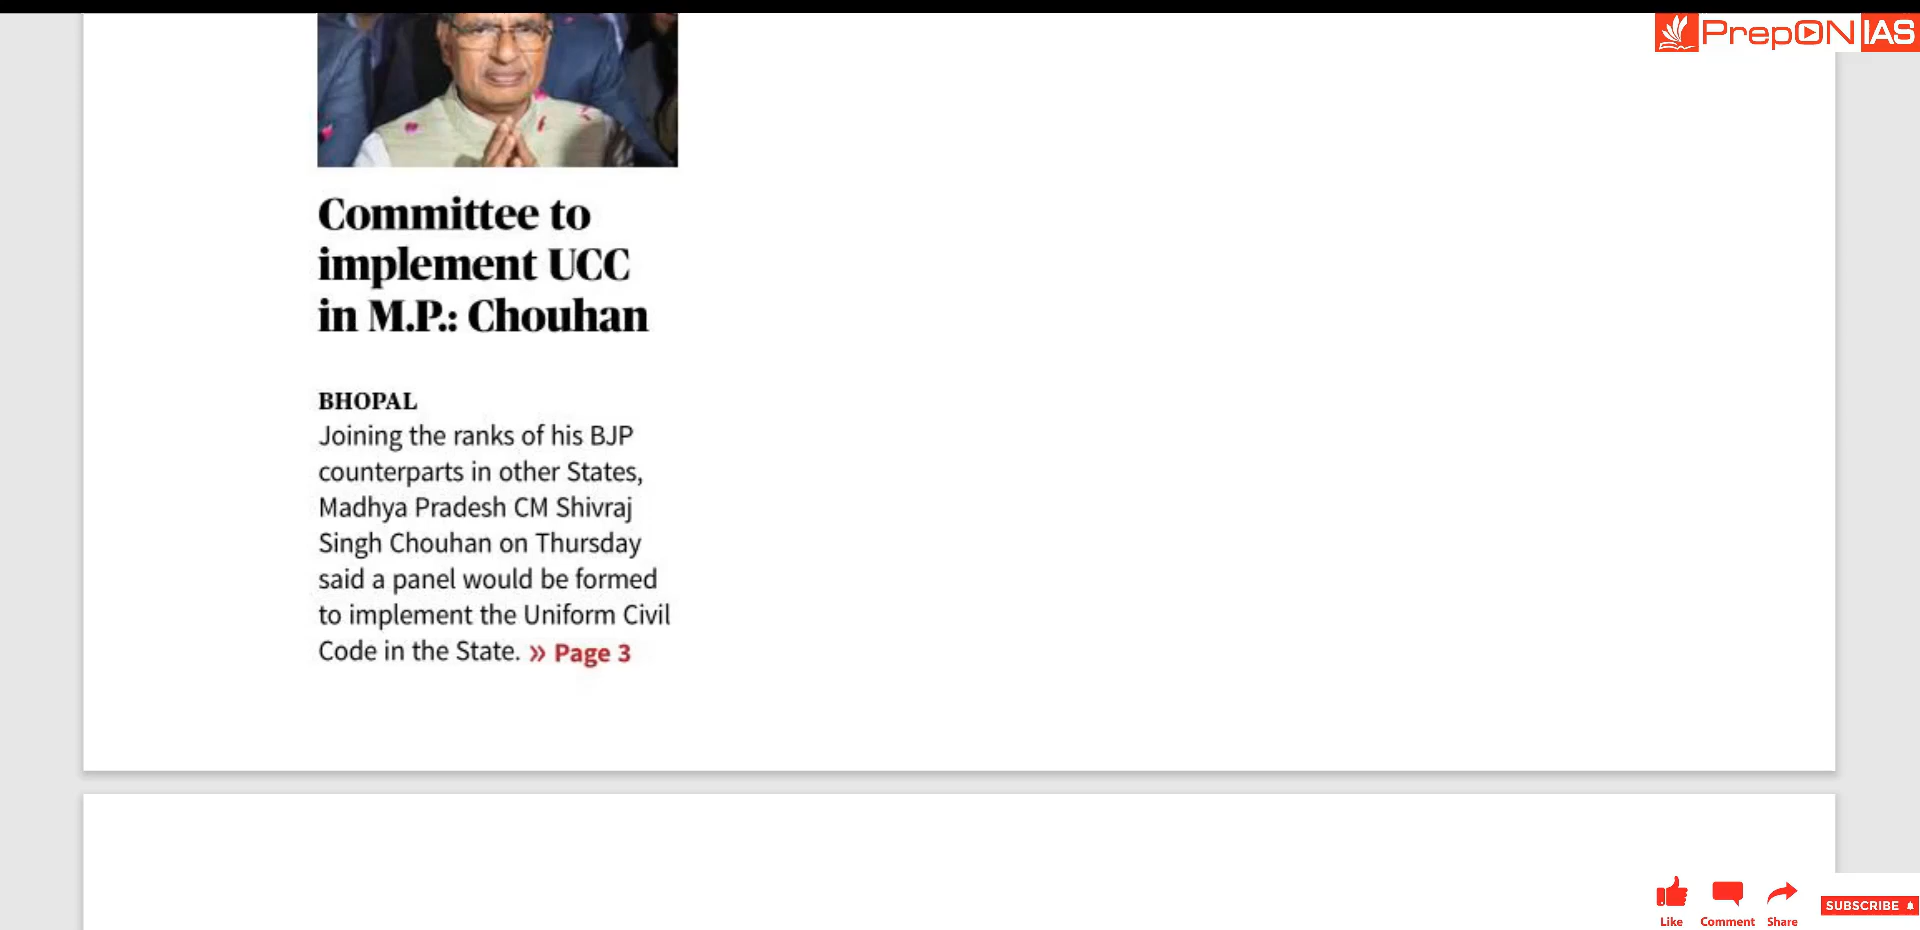 PrepON IAS
Committee to
implement UCC
in M.P.: Chouhan
BHOPAL
Joining the ranks of his BJP
counterparts in other States,
Madhya Pradesh CM Shivraj
Singh Chouhan on Thursday
said a panel would be formed
to implement the Uniform Civil
Code in the State. » Page 3
Like Comment Share SUBSCRIBE